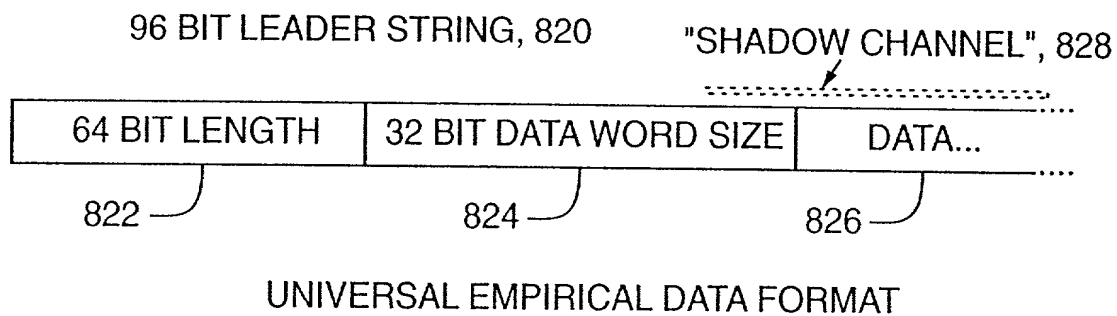 96 BIT LEADER STRING, 820
"SHADOW CHANNEL", 828
64 BIT LENGTH
32 BIT DATA WORD SIZE
DATA...
822
824
826
UNIVERSAL EMPIRICAL DATA FORMAT